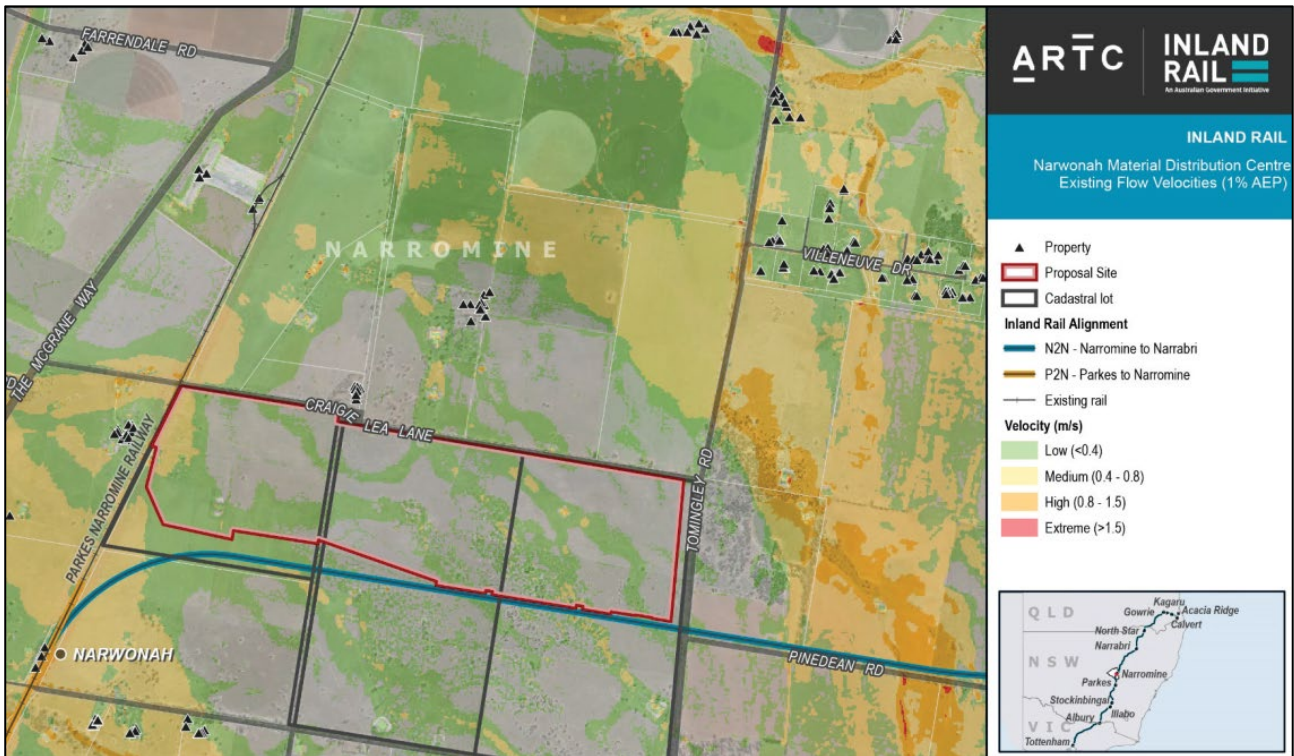 FARRENDALE RD
NARROMINE
VILLENEUVE DR
THE MCGRANE WAY
CRAIGIE LEA LANE
PARKES NARROMINE RAILWAY
TOMINGLEY RD
NARWONAH
PINEDEAN RD
ARTC
INLAND
RAIL
An Australian Government Initiative
INLAND RAIL
Narwonah Material Distribution Centre
Existing Flow Velocities (1% AEP)
Property
Proposal Site
Cadastral lot
Inland Rail Alignment
N2N - Narromine to Narrabri
P2N - Parkes to Narromine
Existing rail
Velocity (m/s)
Low (<0.4)
Medium (0.4 - 0.8)
High (0.8 - 1.5)
Extreme (>1.5)
QLD
Kagaru
Gowrie
Acacia Ridge
Calvert
North Star
Narrabri
NSW
Narromine
Parkes
Stockinbingal
Illabo
Albury
VIC
Tottenham